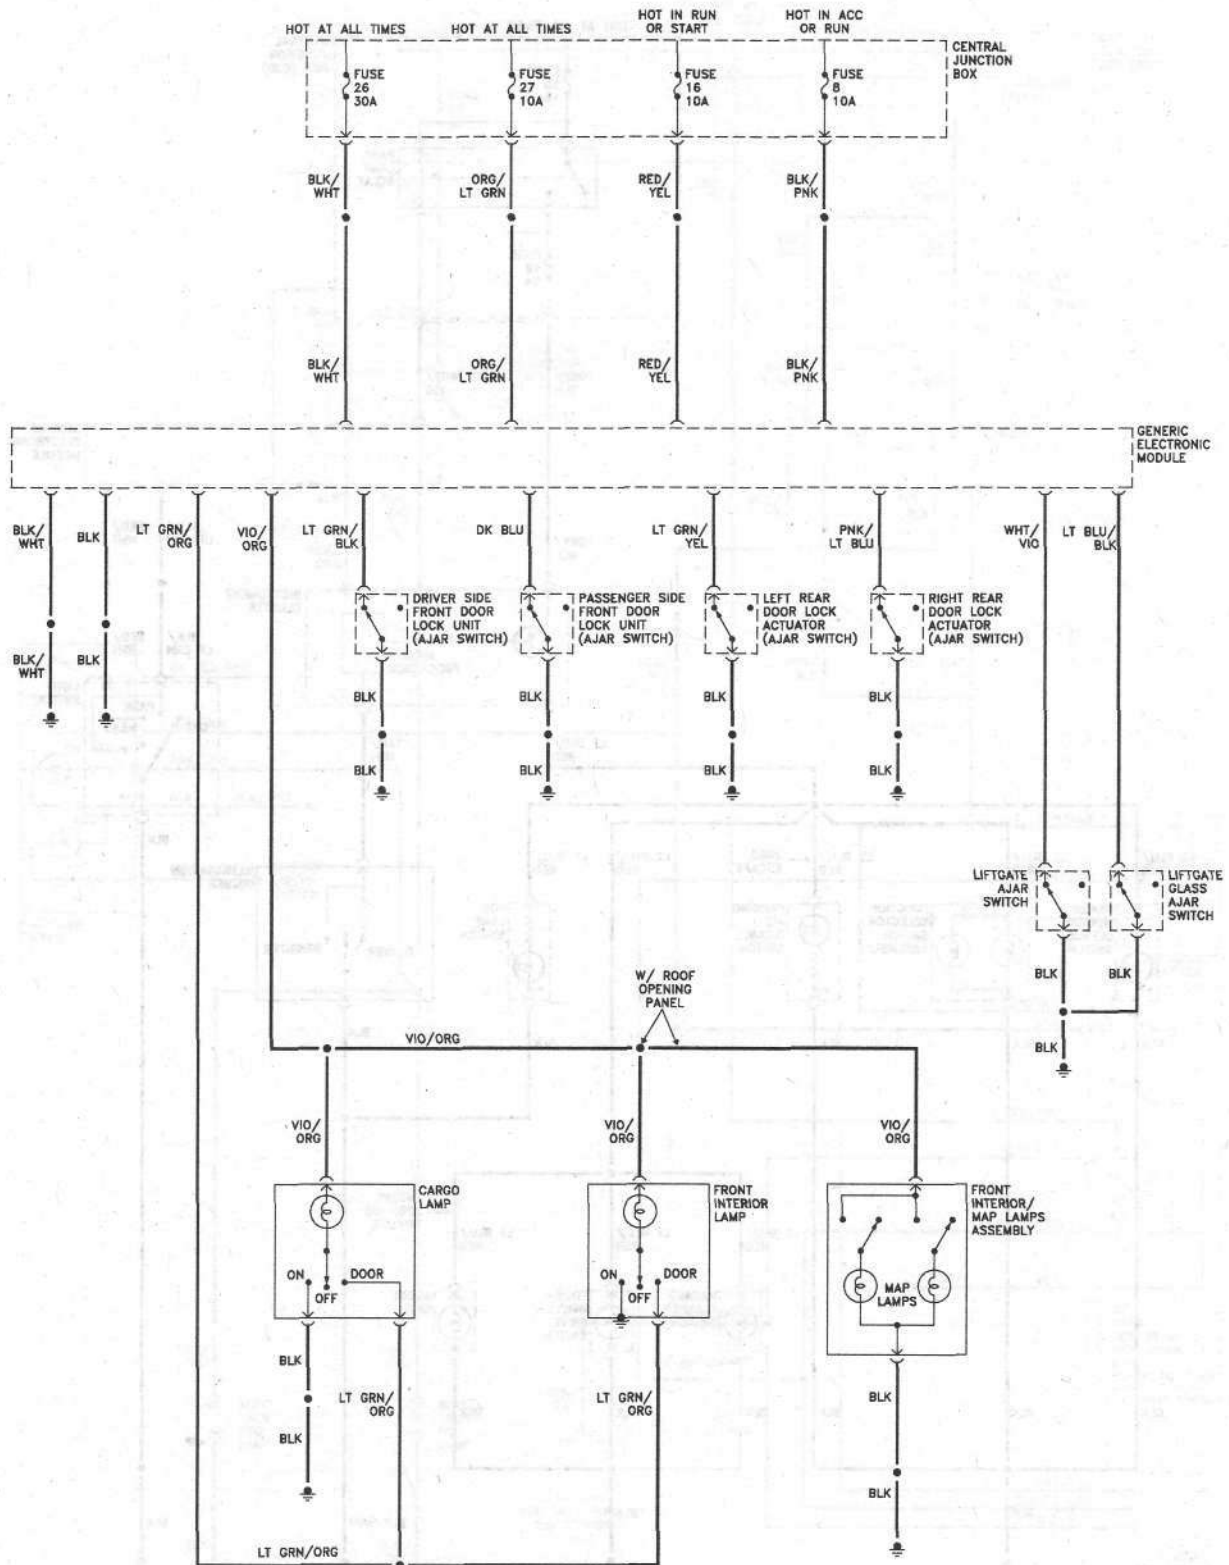 HOT AT ALL TIMES
HOT AT ALL TIMES
HOT IN RUN
OR START
HOT IN ACC
OR RUN
CENTRAL
JUNCTION
BOX
FUSE
26
30A
FUSE
27
10A
FUSE
16
10A
FUSE
8
10A
BLK/
WHT
ORG/
LT GRN
RED/
YEL
BLK/
PNK
BLK/
WHT
ORG/
LT GRN
RED/
YEL
BLK/
PNK
GENERIC
ELECTRONIC
MODULE
BLK/
WHT
BLK
LT GRN/
ORG
VIO/
ORG
LT GRN/
BLK
DK BLU
LT GRN/
YEL
PNK/
LT BLU
WHT/
VIO
LT BLU/
BLK
DRIVER SIDE
FRONT DOOR
LOCK UNIT
(AJAR SWITCH)
PASSENGER SIDE
FRONT DOOR
LOCK UNIT
(AJAR SWITCH)
LEFT REAR
DOOR LOCK
ACTUATOR
(AJAR SWITCH)
RIGHT REAR
DOOR LOCK
ACTUATOR
(AJAR SWITCH)
BLK/
WHT
BLK
BLK
BLK
BLK
BLK
BLK
BLK
BLK
BLK
LIFTGATE
AJAR
SWITCH
LIFTGATE
GLASS
AJAR
SWITCH
BLK
BLK
BLK
W/ ROOF
OPENING
PANEL
VIO/ORG
VIO/
ORG
VIO/
ORG
VIO/
ORG
CARGO
LAMP
FRONT
INTERIOR
LAMP
FRONT
INTERIOR/
MAP LAMPS
ASSEMBLY
ON
OFF
DOOR
ON
OFF
DOOR
MAP
LAMPS
BLK
LT GRN/
ORG
LT GRN/
ORG
BLK
BLK
BLK
LT GRN/ORG